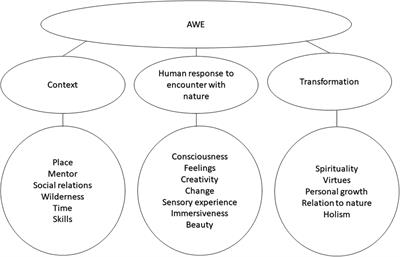 AWE
Context
Human response to
encounter with
nature
Transformation
Place
Mentor
Social relations
Wilderness
Time
Skills
Consciousness
Feelings
Creativity
Change
Sensory experience
Immersiveness
Beauty
Spirituality
Virtues
Personal growth
Relation to nature
Holism